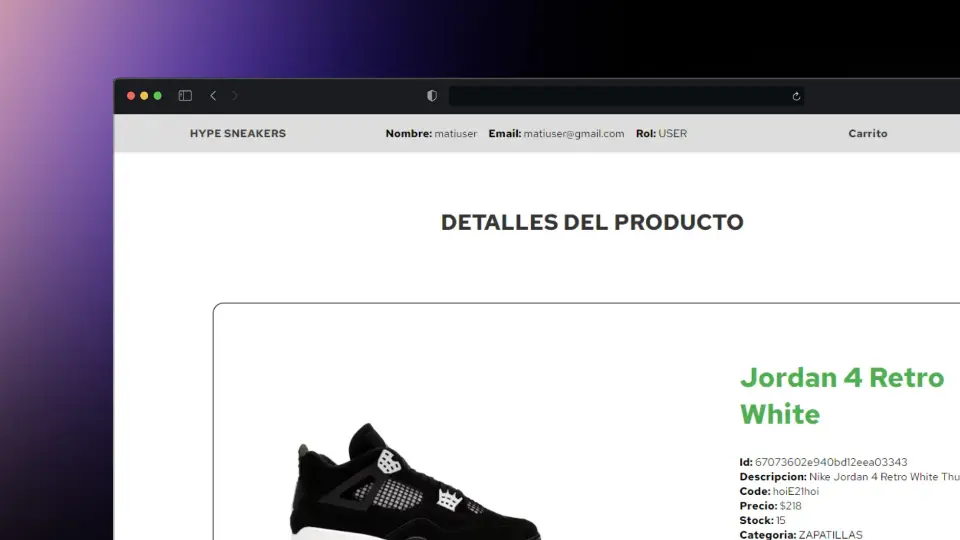 HYPE SNEAKERS Nombre: matiuser Email: matiuser@gmail.com Rol: USER Carrito
DETALLES DEL PRODUCTO
Jordan 4 Retro
White
Id: 67073602e940bd12eea03343
Descripcion: Nike Jordan 4 Retro White Thu
Code: hoiE21hoi
Precio: $218
Stock: 15
Categoria: ZAPATILLAS